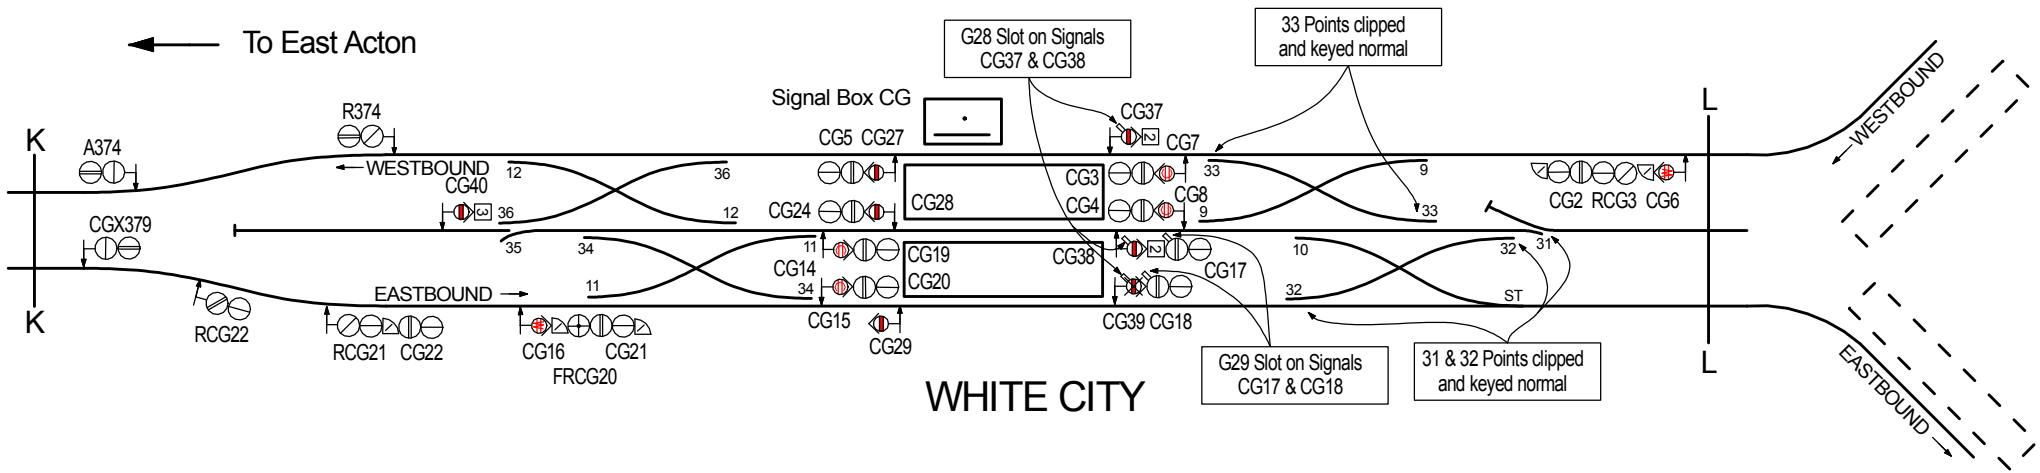 To East Acton
G28 Slot on Signals
CG37 & CG38
33 Points clipped
and keyed normal
Signal Box CG
R374
A374
K
WESTBOUND
CG40
3
12
36
36
12
35
CG5 CG27
CG24
CG28
CG3
CG4
CG37
2
CG7
CG8
33
9
9
33
CG2 RCG3 CG6
L
WESTBOUND
CGX379
RCG22
K
EASTBOUND
34
11
11
34
RCG21 CG22
CG16 CG21
FRCG20
CG14
CG15
CG19
CG20
CG29
CG38
2
CG17
CG39 CG18
10
32
32
31
ST
G29 Slot on Signals
CG17 & CG18
31 & 32 Points clipped
and keyed normal
L
EASTBOUND
WHITE CITY